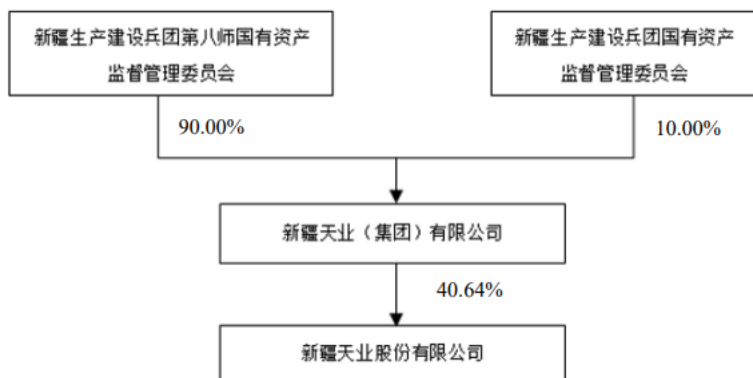 新疆生产建设兵团第八师国有资产
监督管理委员会
新疆生产建设兵团国有资产
监督管理委员会
90.00%
10.00%
新疆天业（集团）有限公司
40.64%
新疆天业股份有限公司